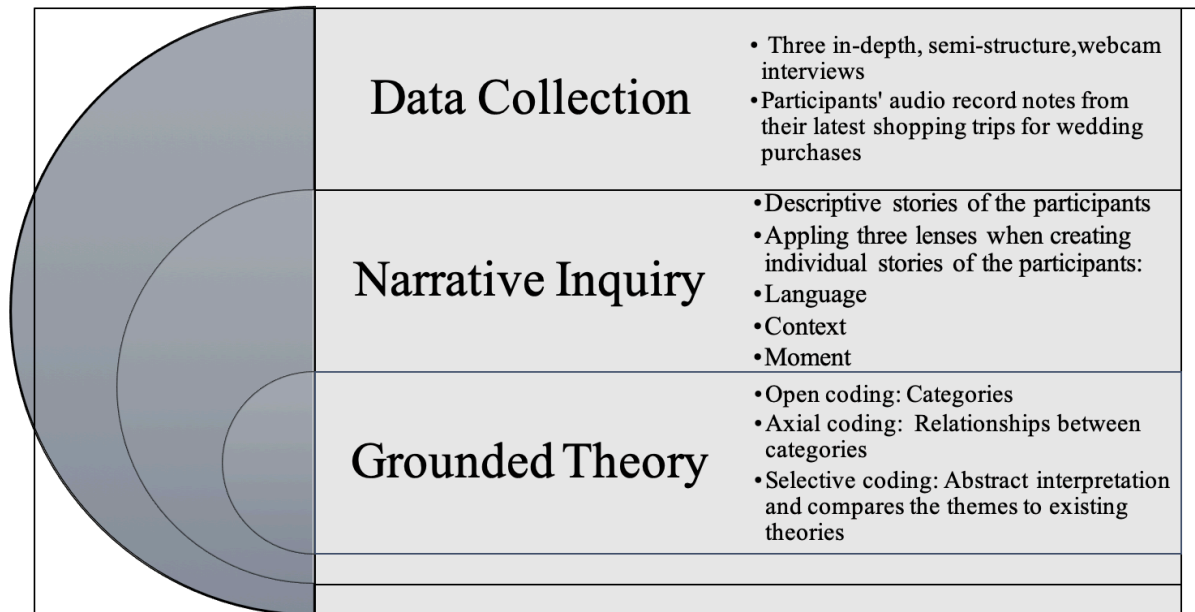 Data Collection
• Three in-depth, semi-structure,webcam
interviews
•Participants' audio record notes from
their latest shopping trips for wedding
purchases
Narrative Inquiry
•Descriptive stories of the participants
•Appling three lenses when creating
individual stories of the participants:
•Language
•Context
•Moment
Grounded Theory
•Open coding: Categories
•Axial coding: Relationships between
categories
•Selective coding: Abstract interpretation
and compares the themes to existing
theories